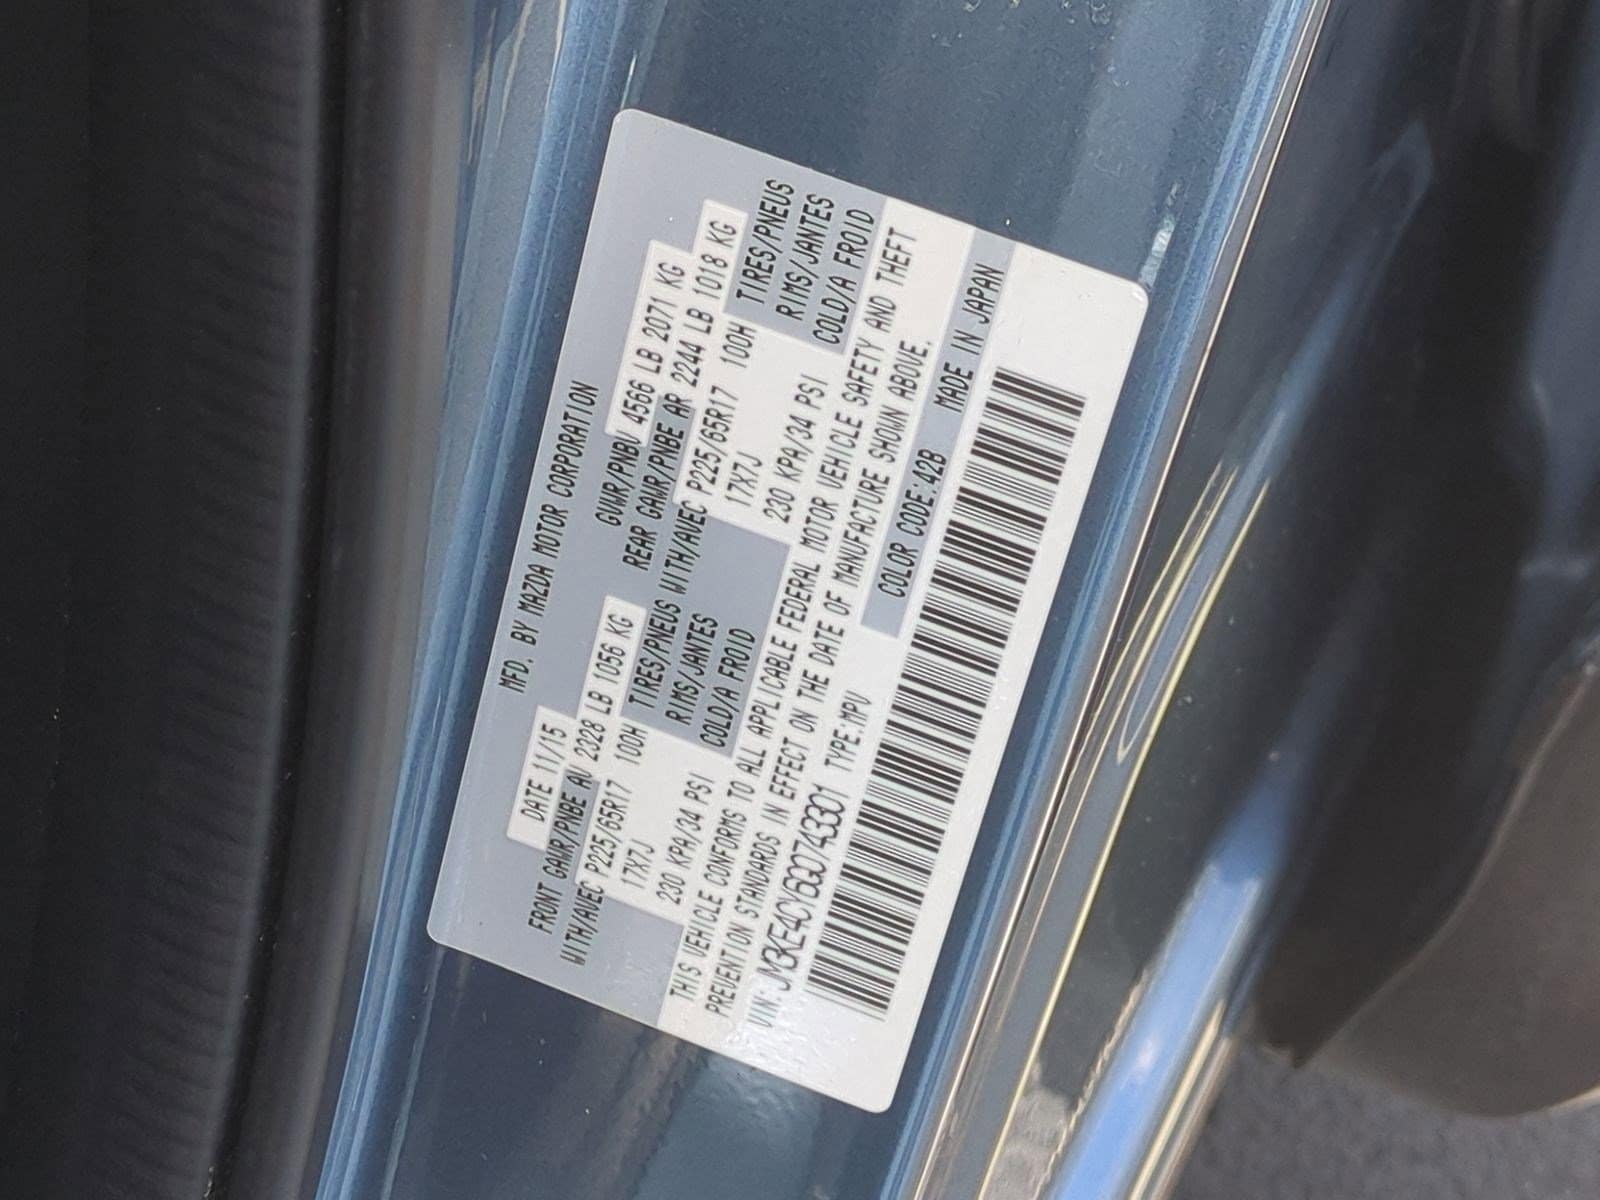 MFD. BY MAZDA MOTOR CORPORATION
DATE 11/15 GVWR/PNBV 4566 LB 2071 KG
FRONT GAWR/PNBE AV 2328 LB 1056 KG REAR GAWR/PNBE AR 2244 LB 1018 KG
WITH/AVEC P225/65R17 100H TIRES/PNEUS WITH/AVEC P225/65R17 100H TIRES/PNEUS
17X7J RIMS/JANTES 17X7J RIMS/JANTES
230 KPA/34 PSI COLD/A FROID 230 KPA/34 PSI COLD/A FROID
THIS VEHICLE CONFORMS TO ALL APPLICABLE FEDERAL MOTOR VEHICLE SAFETY AND THEFT
PREVENTION STANDARDS IN EFFECT ON THE DATE OF MANUFACTURE SHOWN ABOVE.
VIN: JM3KE4CY6G0743301 TYPE:MPV COLOR CODE:42B MADE IN JAPAN